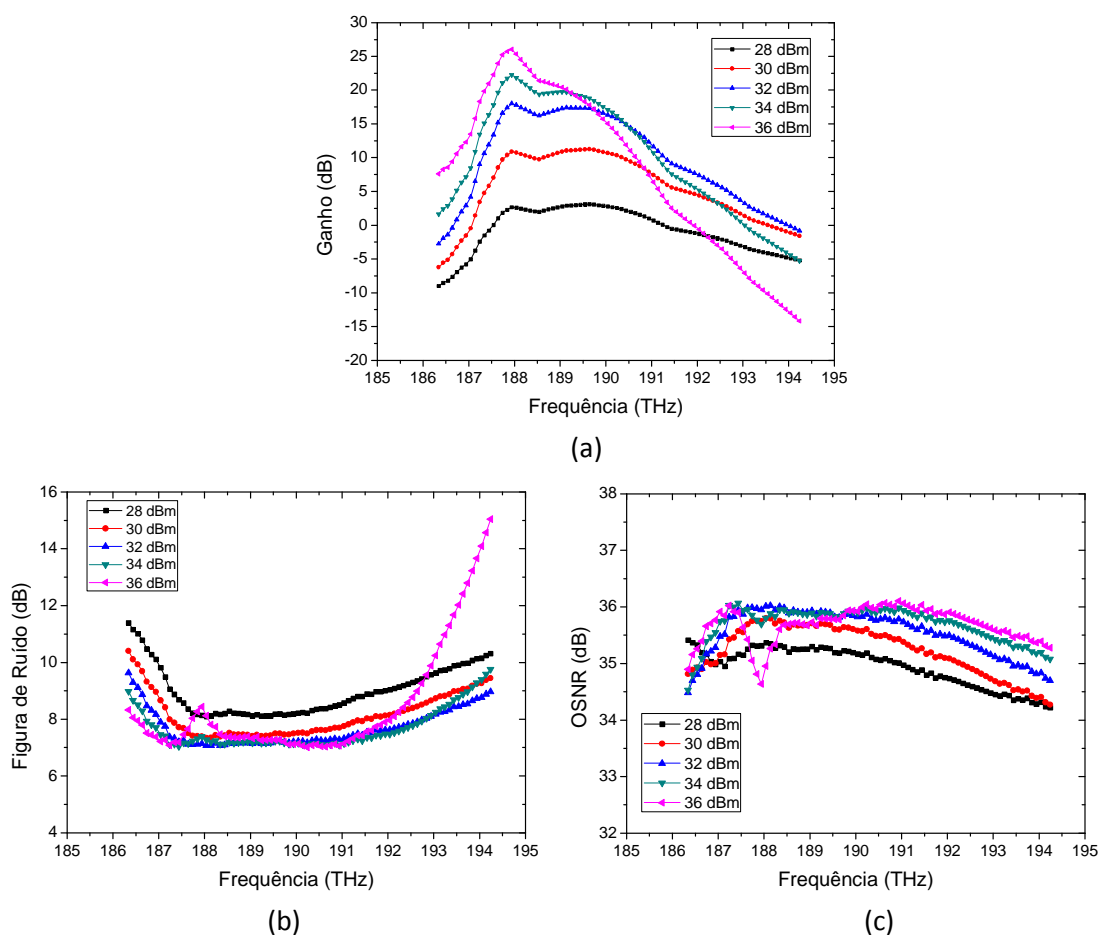 30
25
20
15
10
5
0
-5
-10
-15
-20
Ganho (dB)
28 dBm
30 dBm
32 dBm
34 dBm
36 dBm
185 186 187 188 189 190 191 192 193 194 195
Frequência (THz)
(a)
16
14
12
10
8
6
4
Figura de Ruído (dB)
28 dBm
30 dBm
32 dBm
34 dBm
36 dBm
185 186 187 188 189 190 191 192 193 194 195
Frequência (THz)
(b)
38
37
36
35
34
33
32
OSNR (dB)
28 dBm
30 dBm
32 dBm
34 dBm
36 dBm
185 186 187 188 189 190 191 192 193 194 195
Frequência (THz)
(c)